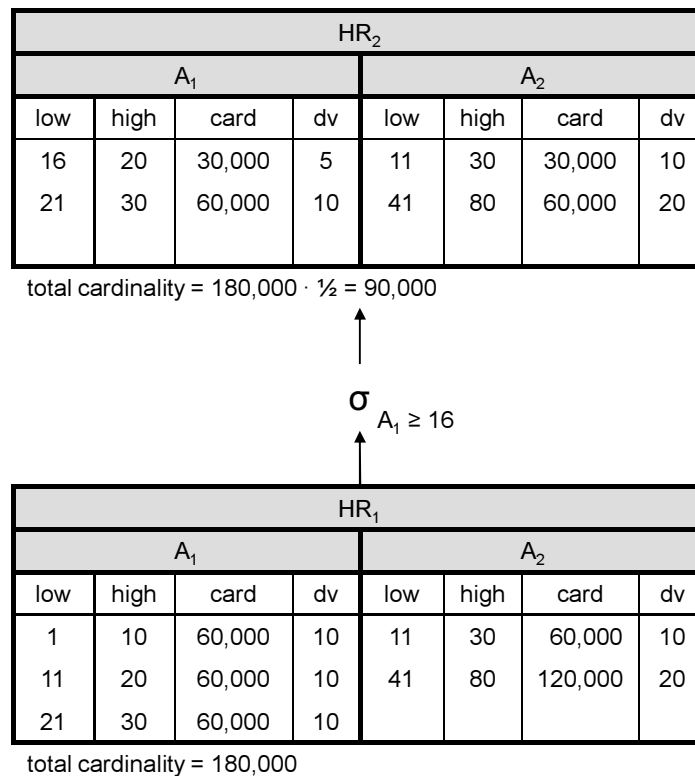 HR₂
A₁ A₂
low high card dv low high card dv
16 20 30,000 5 11 30 30,000 10
21 30 60,000 10 41 80 60,000 20
total cardinality = 180,000 · ½ = 90,000
σ A₁ ≥ 16
HR₁
A₁ A₂
low high card dv low high card dv
1 10 60,000 10 11 30 60,000 10
11 20 60,000 10 41 80 120,000 20
21 30 60,000 10
total cardinality = 180,000